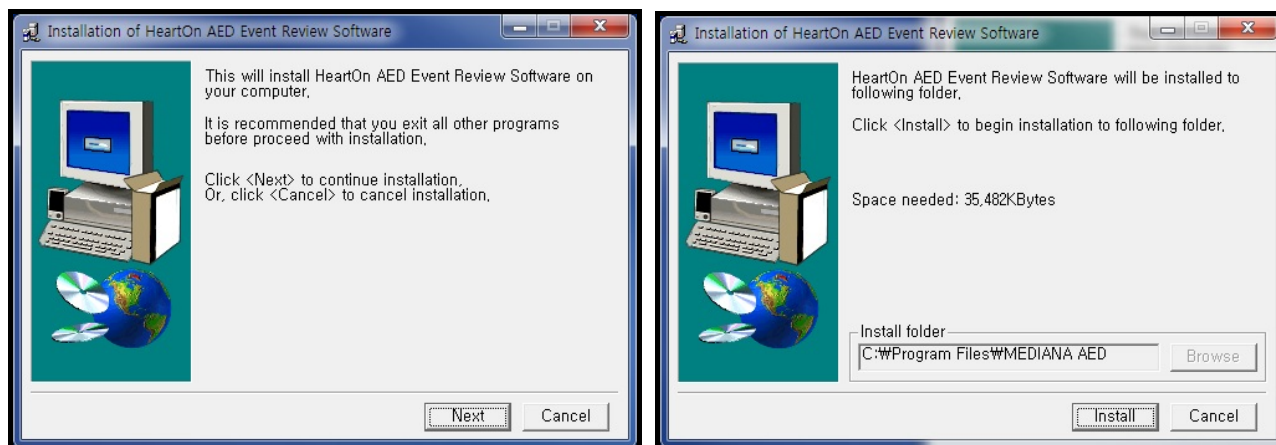 Installation of HeartOn AED Event Review Software
This will install HeartOn AED Event Review Software on
your computer,
It is recommended that you exit all other programs
before proceed with installation,
Click <Next> to continue installation,
Or, click <Cancel> to cancel installation,
Next
Cancel
Installation of HeartOn AED Event Review Software
HeartOn AED Event Review Software will be installed to
following folder,
Click <Install> to begin installation to following folder,
Space needed: 35,482KBytes
Install folder
C:₩Program Files₩MEDIANA AED
Browse
Install
Cancel